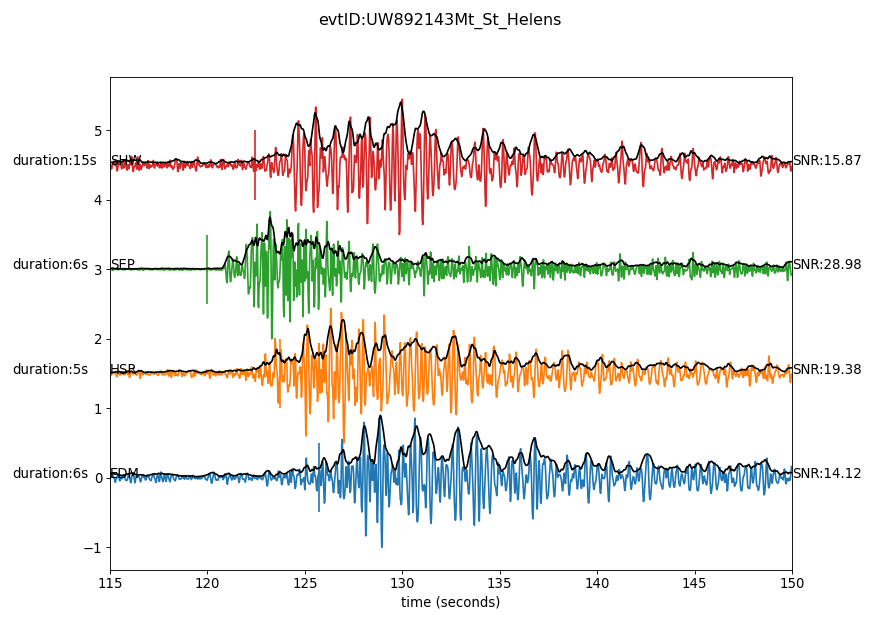 evtID:UW892143Mt_St_Helens
5
duration:15s SHW SNR:15.87
4
duration:6s SEP SNR:28.98
3
2
duration:5s HSR SNR:19.38
1
duration:6s EDM SNR:14.12
0
−1
115 120 125 130 135 140 145 150
time (seconds)